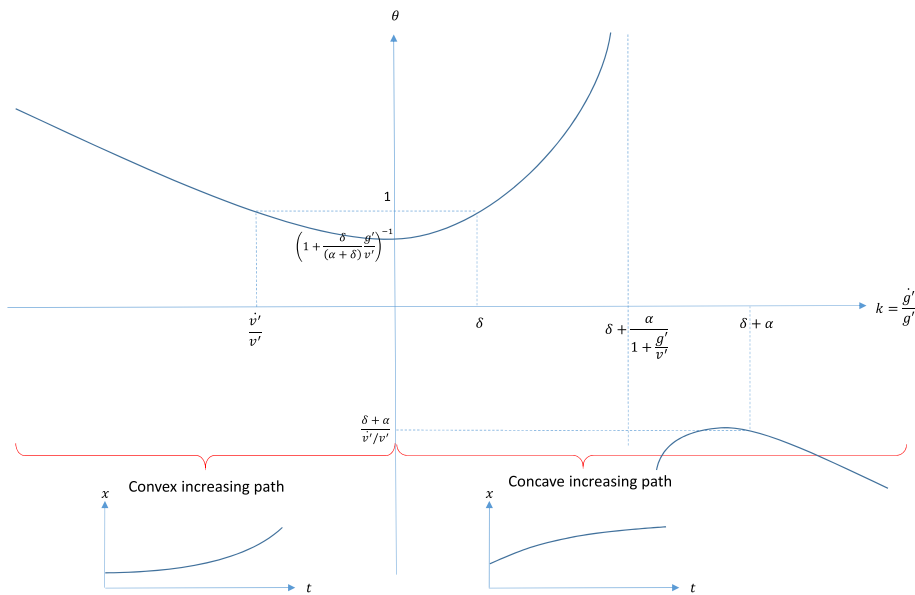 θ
1
(1 + δ/(α + δ) g′/v′)⁻¹
k = ġ′/g′
v̇′/v′
δ
δ + α/(1 + g′/v′)
δ + α
(δ + α)/(v̇′/v′)
Convex increasing path
Concave increasing path
x
t
x
t